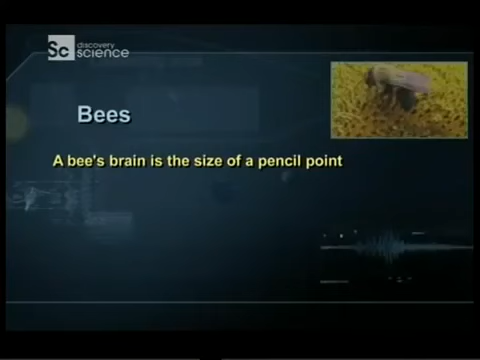 Sc discovery
science
Bees
A bee's brain is the size of a pencil point